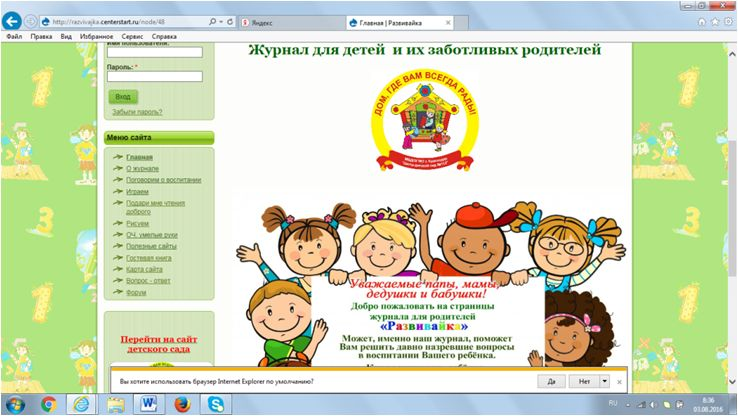 http://razvivajka.centerstart.ru/node/48
Яндекс
Главная | Развивайка
Файл Правка Вид Избранное Сервис Справка
Имя пользователя:
Пароль: *
Вход
Забыли пароль?
Меню сайта
Главная
О журнале
Поговорим о воспитании
Играем
Подари мне чтения
доброго
Рисуем
ОЧ. умелые руки
Полезные сайты
Гостевая книга
Карта сайта
Вопрос - ответ
Форум
Перейти на сайт
детского сада
Журнал для детей и их заботливых родителей
ДОМ, ГДЕ ВАМ ВСЕГДА РАДЫ!
Уважаемые папы, мамы,
дедушки и бабушки!
Добро пожаловать на страницы
журнала для родителей
«Развивайка»
Может, именно наш журнал, поможет
Вам решить давно назревшие вопросы
в воспитании Вашего ребёнка.
Вы хотите использовать браузер Internet Explorer по умолчанию?
Да
Нет
RU
8:36
03.08.2016